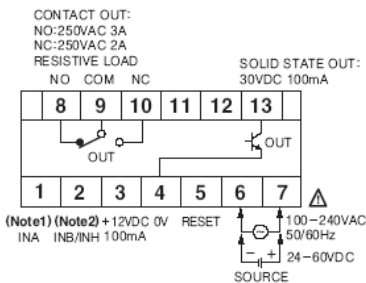 CONTACT OUT:
NO:250VAC 3A
NC:250VAC 2A
RESISTIVE LOAD
SOLID STATE OUT:
30VDC 100mA
NO COM NC
8 9 10 11 12 13
OUT
OUT
1 2 3 4 5 6 7
(Note1) (Note2) +12VDC 0V RESET
INA INB/INH 100mA
100-240VAC
50/60Hz
24-60VDC
SOURCE